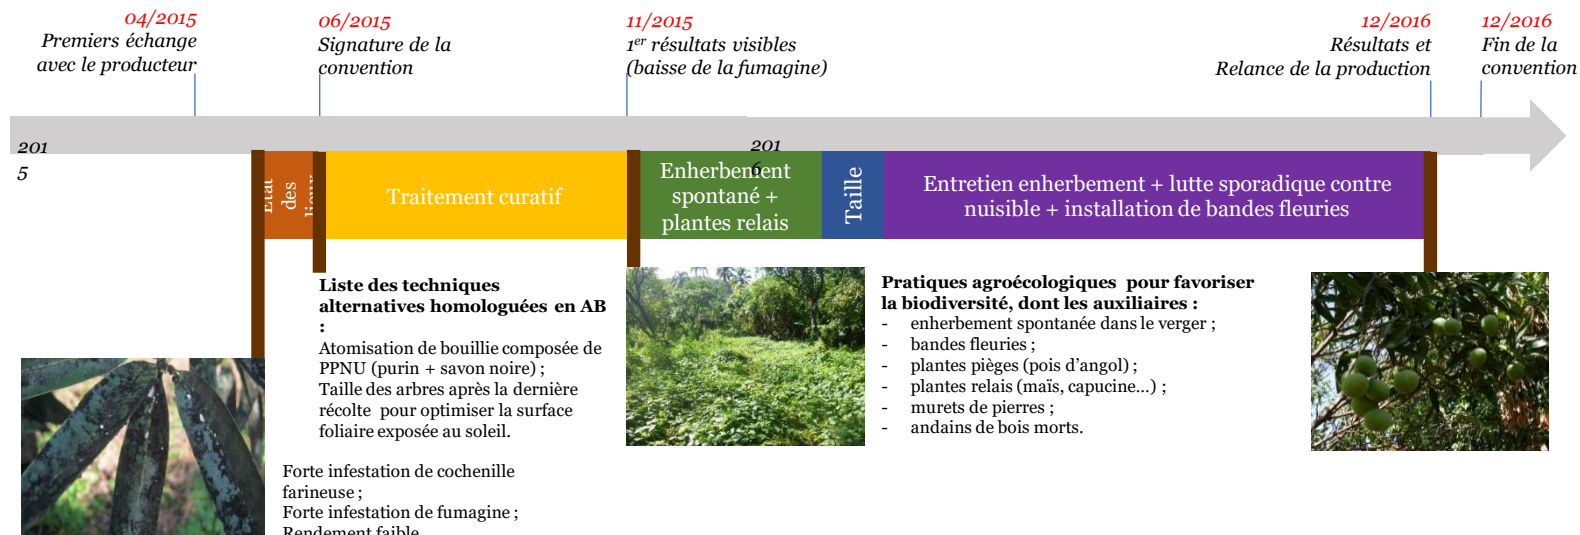 04/2015
Premiers échange
avec le producteur
06/2015
Signature de la
convention
11/2015
1er résultats visibles
(baisse de la fumagine)
12/2016
Résultats et
Relance de la production
12/2016
Fin de la
convention
201
5
201
6
Etat
des
lieux
Traitement curatif
Enherbement
spontané +
plantes relais
Taille
Entretien enherbement + lutte sporadique contre
nuisible + installation de bandes fleuries
Liste des techniques
alternatives homologuées en AB
:
Atomisation de bouillie composée de
PPNU (purin + savon noire) ;
Taille des arbres après la dernière
récolte pour optimiser la surface
foliaire exposée au soleil.
Forte infestation de cochenille
farineuse ;
Forte infestation de fumagine ;
Rendement faible
Pratiques agroécologiques pour favoriser
la biodiversité, dont les auxiliaires :
- enherbement spontanée dans le verger ;
- bandes fleuries ;
- plantes pièges (pois d'angol) ;
- plantes relais (maïs, capucine...) ;
- murets de pierres ;
- andains de bois morts.